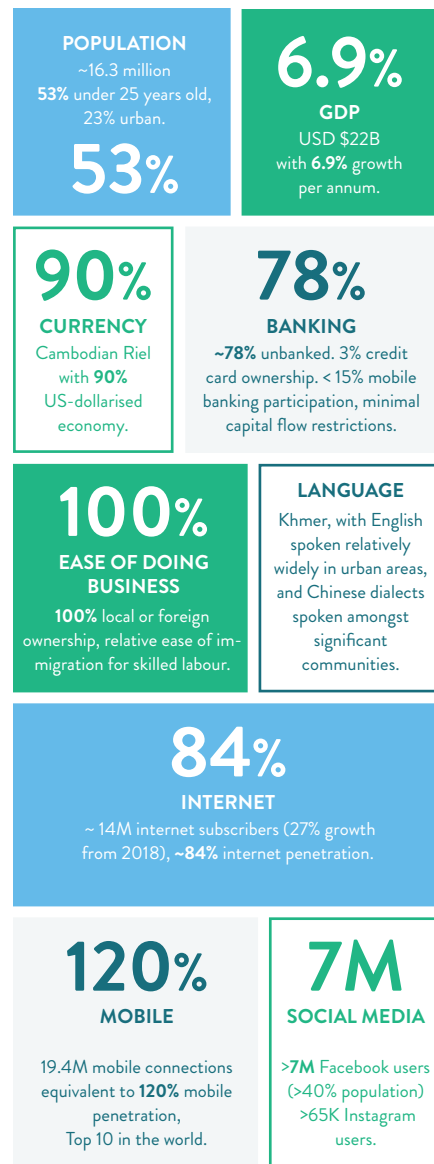 POPULATION
~16.3 million
53% under 25 years old,
23% urban.
53%
6.9%
GDP
USD $22B
with 6.9% growth
per annum.
90%
CURRENCY
Cambodian Riel
with 90%
US-dollarised
economy.
78%
BANKING
~78% unbanked. 3% credit
card ownership. < 15% mobile
banking participation, minimal
capital flow restrictions.
100%
EASE OF DOING
BUSINESS
100% local or foreign
ownership, relative ease of im-
migration for skilled labour.
LANGUAGE
Khmer, with English
spoken relatively
widely in urban areas,
and Chinese dialects
spoken amongst
significant
communities.
84%
INTERNET
~ 14M internet subscribers (27% growth
from 2018), ~84% internet penetration.
120%
MOBILE
19.4M mobile connections
equivalent to 120% mobile
penetration,
Top 10 in the world.
7M
SOCIAL MEDIA
>7M Facebook users
(>40% population)
>65K Instagram
users.